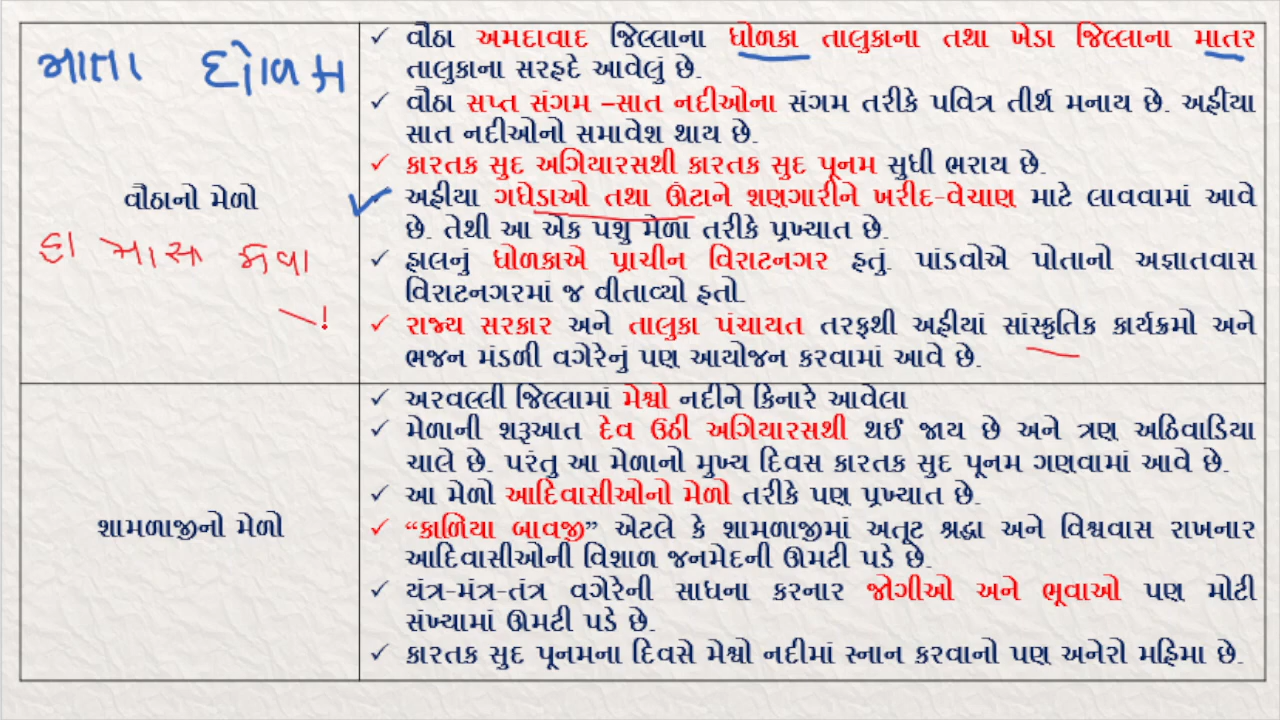 માતા ધોળક
વૌઠાનો મેળો
હા માસા કેવા
!
✓ વૌઠા અમદાવાદ જિલ્લાના ધોળકા તાલુકાના તથા ખેડા જિલ્લાના માતર
તાલુકાના સરહદે આવેલું છે.
✓ વૌઠા સપ્ત સંગમ –સાત નદીઓના સંગમ તરીકે પવિત્ર તીર્થ મનાય છે. અહીંયા
સાત નદીઓનો સમાવેશ થાય છે.
✓ કારતક સુદ અગિયારસથી કારતક સુદ પૂનમ સુધી ભરાય છે.
✓ અહીયા ગધેડાઓ તથા ઊંટાને શણગારીને ખરીદ-વેચાણ માટે લાવવામાં આવે
છે. તેથી આ એક પશુ મેળા તરીકે પ્રખ્યાત છે.
✓ હાલનું ધોળકાએ પ્રાચીન વિરાટનગર હતું. પાંડવોએ પોતાનો અજ્ઞાતવાસ
વિરાટનગરમાં જ વીતાવ્યો હતો.
✓ રાજ્ય સરકાર અને તાલુકા પંચાયત તરફથી અહીયાં સાંસ્કૃતિક કાર્યક્રમો અને
ભજન મંડળી વગેરેનું પણ આયોજન કરવામાં આવે છે.
શામળાજીનો મેળો
✓ અરવલ્લી જિલ્લામાં મેશ્વો નદીને કિનારે આવેલા
✓ મેળાની શરૂઆત દેવ ઉઠી અગિયારસથી થઈ જાય છે અને ત્રણ અઠિવાડિયા
ચાલે છે. પરંતુ આ મેળાનો મુખ્ય દિવસ કારતક સુદ પૂનમ ગણવામાં આવે છે.
✓ આ મેળો આદિવાસીઓનો મેળો તરીકે પણ પ્રખ્યાત છે.
✓ “કાળિયા બાવજી” એટલે કે શામળાજીમાં અતૂટ શ્રદ્ધા અને વિશ્વવાસ રાખનાર
આદિવાસીઓની વિશાળ જનમેદની ઊમટી પડે છે.
✓ યંત્ર-મંત્ર-તંત્ર વગેરેની સાધના કરનાર જોગીઓ અને ભૂવાઓ પણ મોટી
સંખ્યામાં ઊમટી પડે છે.
✓ કારતક સુદ પૂનમના દિવસે મેશ્વો નદીમાં સ્નાન કરવાનો પણ અનેરો મહિમા છે.